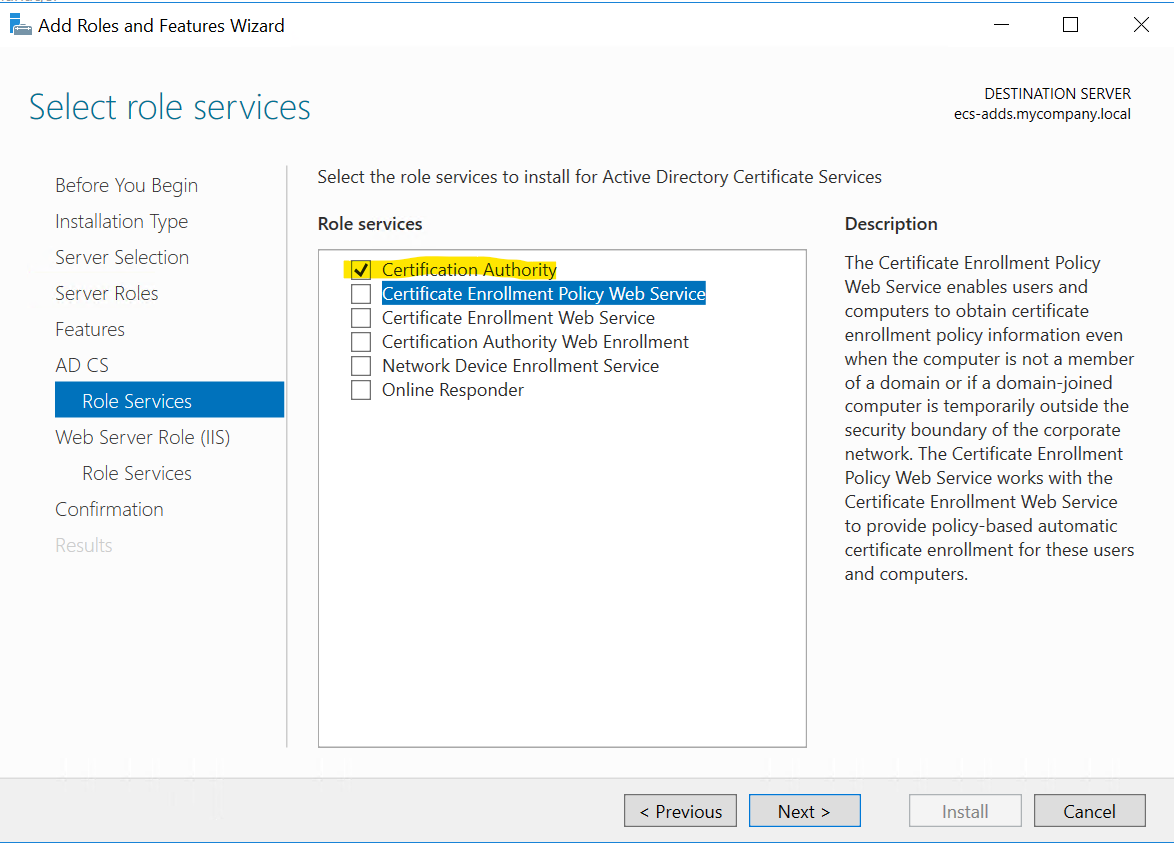 Add Roles and Features Wizard
Select role services
DESTINATION SERVER
ecs-adds.mycompany.local
Before You Begin
Installation Type
Server Selection
Server Roles
Features
AD CS
Role Services
Web Server Role (IIS)
Role Services
Confirmation
Results
Select the role services to install for Active Directory Certificate Services
Role services
Certification Authority
Certificate Enrollment Policy Web Service
Certificate Enrollment Web Service
Certification Authority Web Enrollment
Network Device Enrollment Service
Online Responder
Description
The Certificate Enrollment Policy
Web Service enables users and
computers to obtain certificate
enrollment policy information even
when the computer is not a member
of a domain or if a domain-joined
computer is temporarily outside the
security boundary of the corporate
network. The Certificate Enrollment
Policy Web Service works with the
Certificate Enrollment Web Service
to provide policy-based automatic
certificate enrollment for these users
and computers.
< Previous
Next >
Install
Cancel